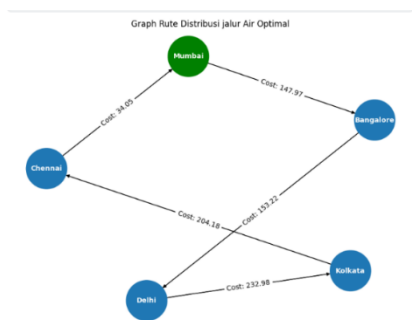 Graph Rute Distribusi jalur Air Optimal
Mumbai
Cost: 147.97
Cost: 34.05
Bangalore
Chennai
Cost: 153.22
Cost: 204.18
Kolkata
Cost: 232.98
Delhi